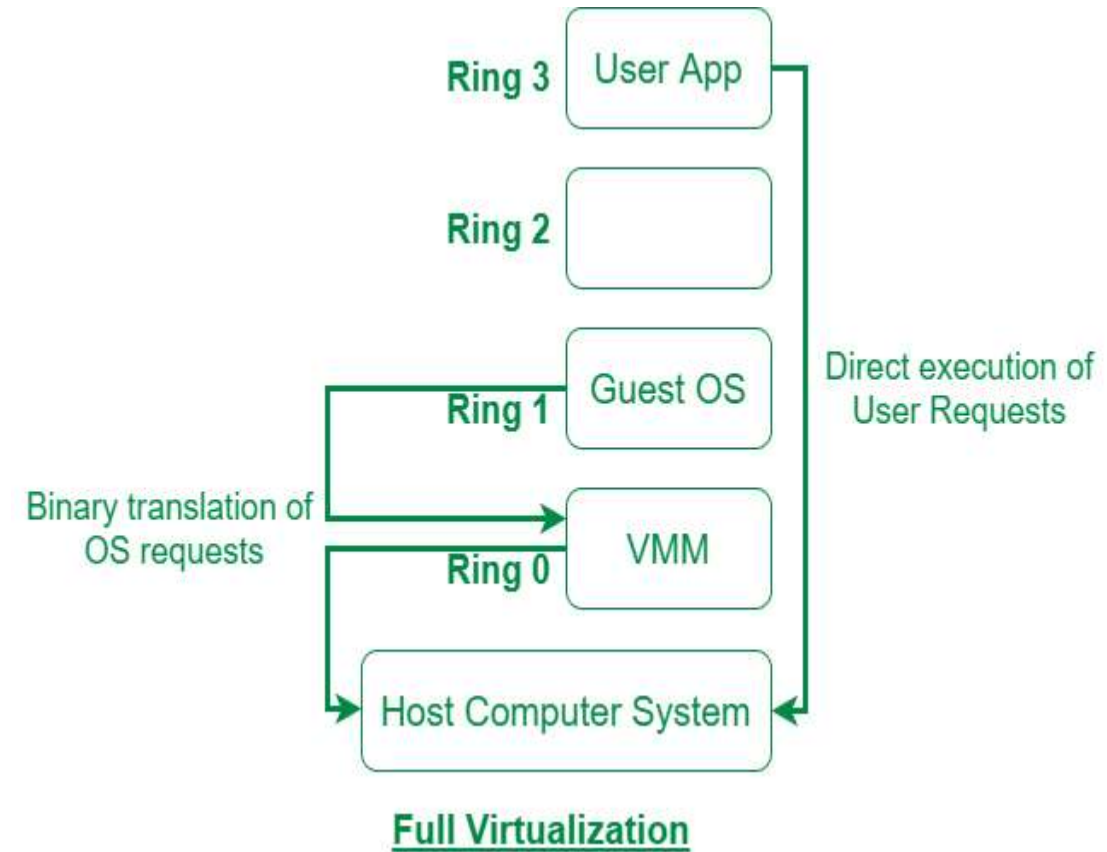 Ring 3
User App
Ring 2
Ring 1
Guest OS
Direct execution of
User Requests
Binary translation of
OS requests
Ring 0
VMM
Host Computer System
Full Virtualization